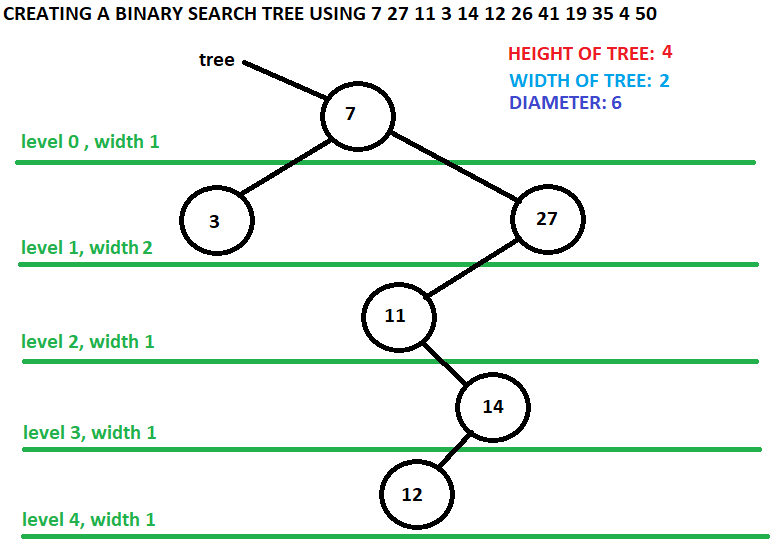 CREATING A BINARY SEARCH TREE USING 7 27 11 3 14 12 26 41 19 35 4 50
tree
HEIGHT OF TREE: 4
WIDTH OF TREE: 2
DIAMETER: 6
7
level 0 , width 1
3
27
level 1, width 2
11
level 2, width 1
14
level 3, width 1
12
level 4, width 1